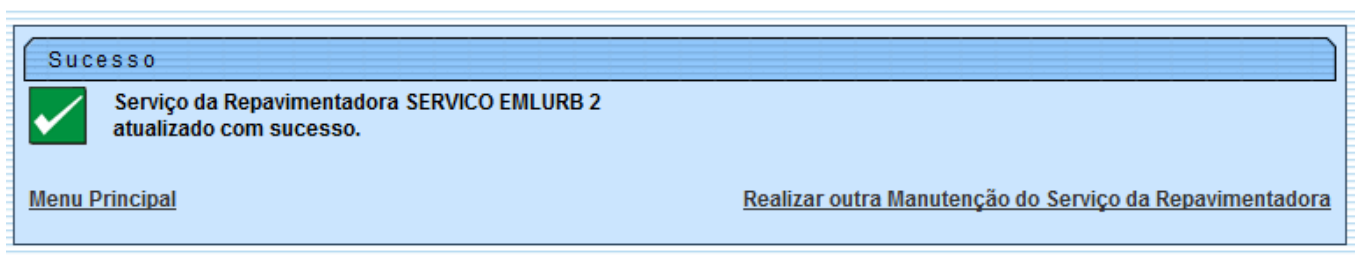 Sucesso
Serviço da Repavimentadora SERVICO EMLURB 2
atualizado com sucesso.
Menu Principal
Realizar outra Manutenção do Serviço da Repavimentadora